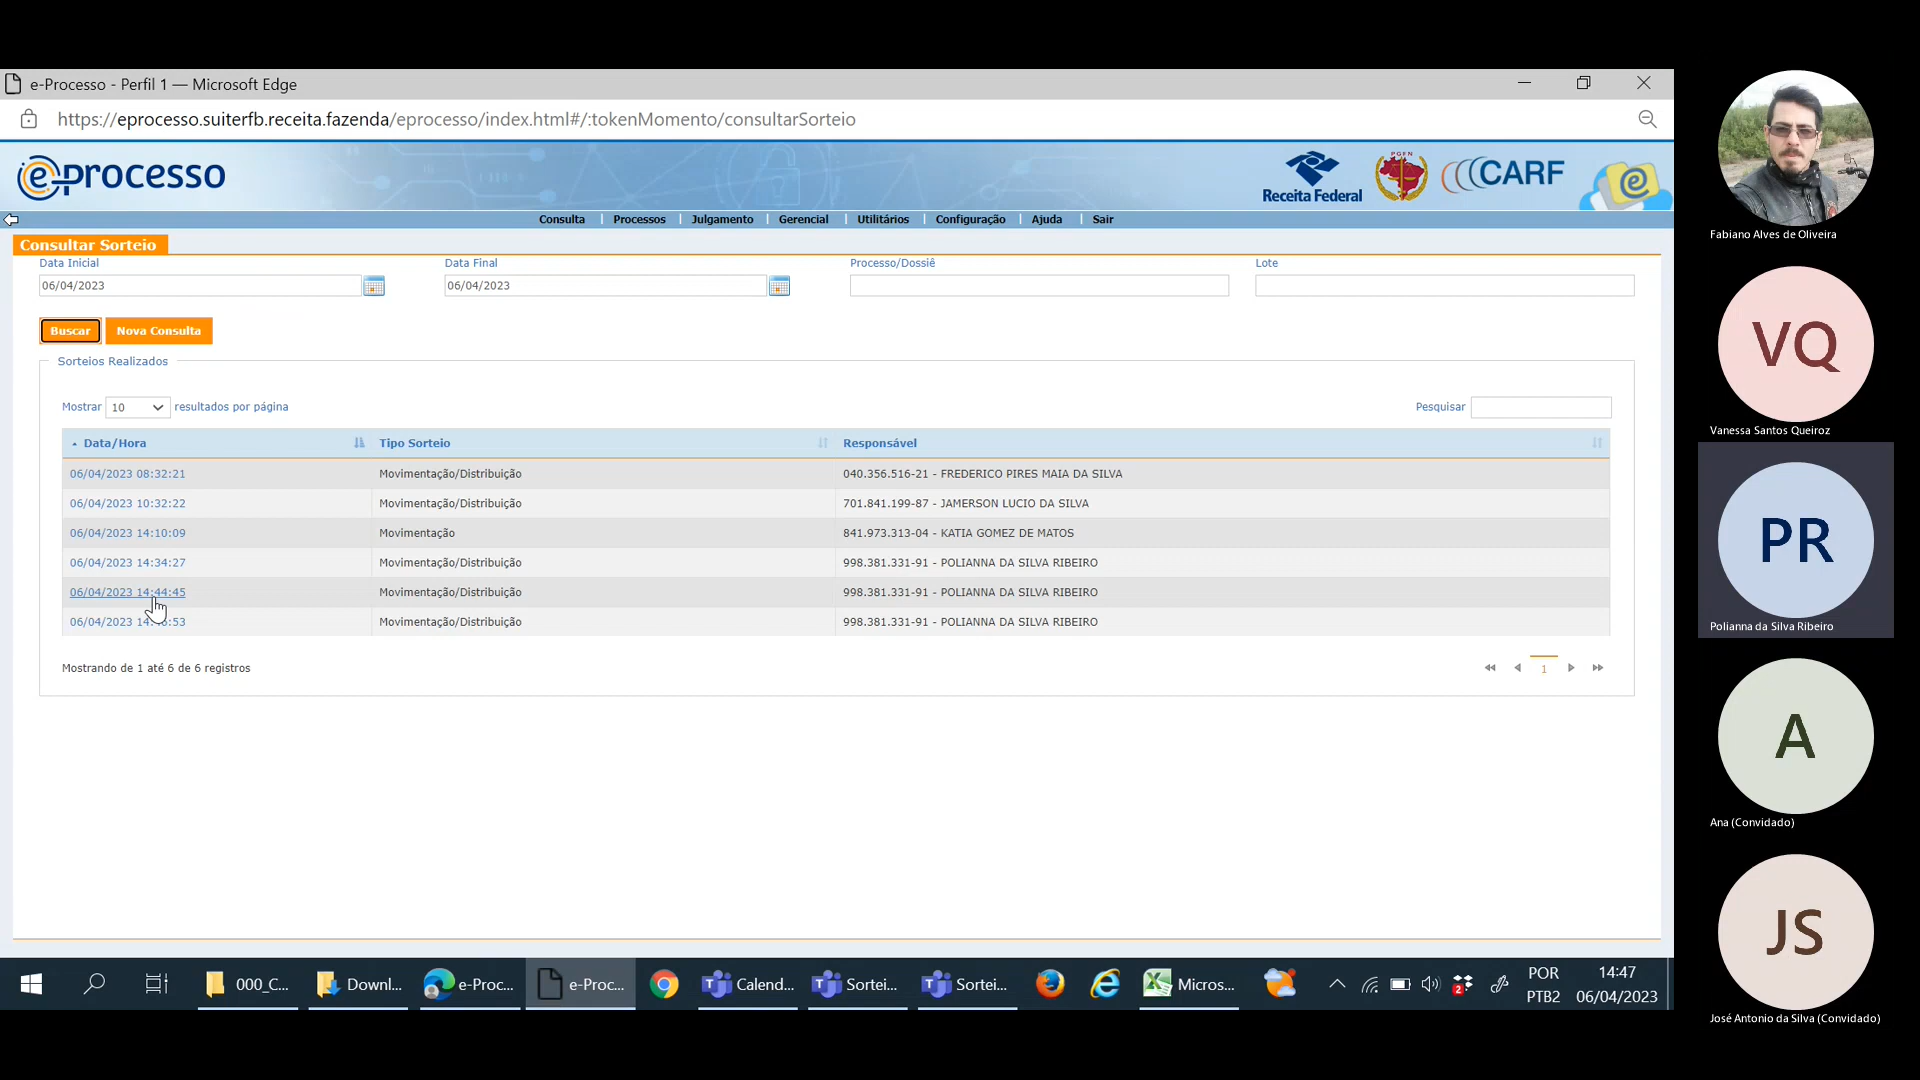 e-Processo - Perfil 1 — Microsoft Edge
https://eprocesso.suiterfb.receita.fazenda/eprocesso/index.html#/:tokenMomento/consultarSorteio
e-processo
Receita Federal
PGFN
CARF
Consulta Processos Julgamento Gerencial Utilitários Configuração Ajuda Sair
Consultar Sorteio
Data Inicial Data Final Processo/Dossiê Lote
06/04/2023 06/04/2023
Buscar Nova Consulta
Sorteios Realizados
Mostrar 10 resultados por página Pesquisar
Data/Hora Tipo Sorteio Responsável
06/04/2023 08:32:21 Movimentação/Distribuição 040.356.516-21 - FREDERICO PIRES MAIA DA SILVA
06/04/2023 10:32:22 Movimentação/Distribuição 701.841.199-87 - JAMERSON LUCIO DA SILVA
06/04/2023 14:10:09 Movimentação 841.973.313-04 - KATIA GOMEZ DE MATOS
06/04/2023 14:34:27 Movimentação/Distribuição 998.381.331-91 - POLIANNA DA SILVA RIBEIRO
06/04/2023 14:44:45 Movimentação/Distribuição 998.381.331-91 - POLIANNA DA SILVA RIBEIRO
06/04/2023 Movimentação/Distribuição 998.381.331-91 - POLIANNA DA SILVA RIBEIRO
Mostrando de 1 até 6 de 6 registros
1
000_C... Downl... e-Proc... e-Proc... Calend... Sortei... Sortei... Micros...
2
POR
PTB2
14:47
06/04/2023
Fabiano Alves de Oliveira
VQ
Vanessa Santos Queiroz
PR
Polianna da Silva Ribeiro
A
Ana (Convidado)
JS
José Antonio da Silva (Convidado)